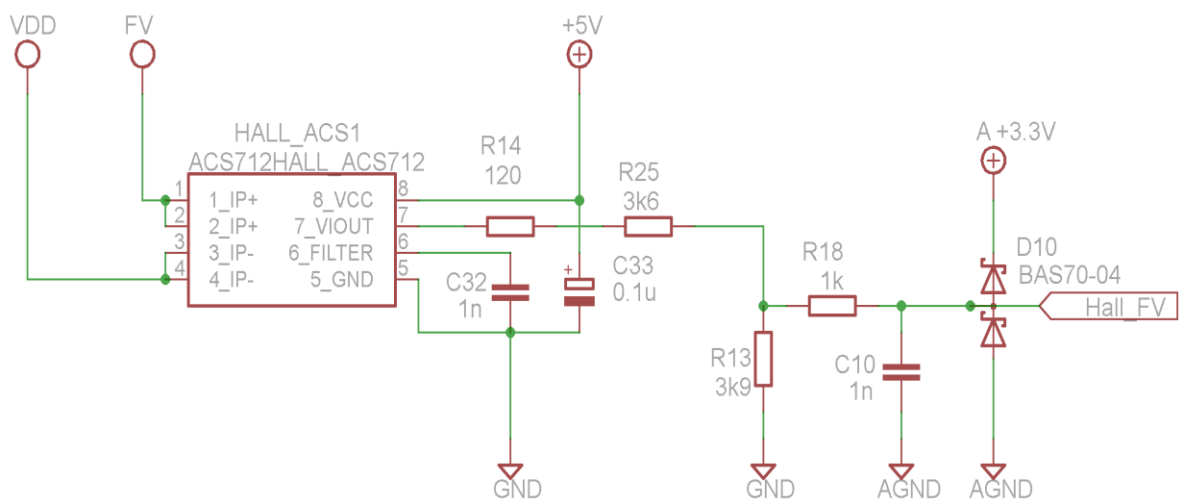 VDD
FV
+5V
HALL_ACS1
ACS712HALL_ACS712
R14
120
R25
3k6
A +3.3V
1
1_IP+
8_VCC
8
2
2_IP+
7_VIOUT
7
3
3_IP-
6_FILTER
6
4
4_IP-
5_GND
5
C32
1n
+
C33
0.1u
R18
1k
D10
BAS70-04
Hall_FV
R13
3k9
C10
1n
GND
GND
AGND
AGND